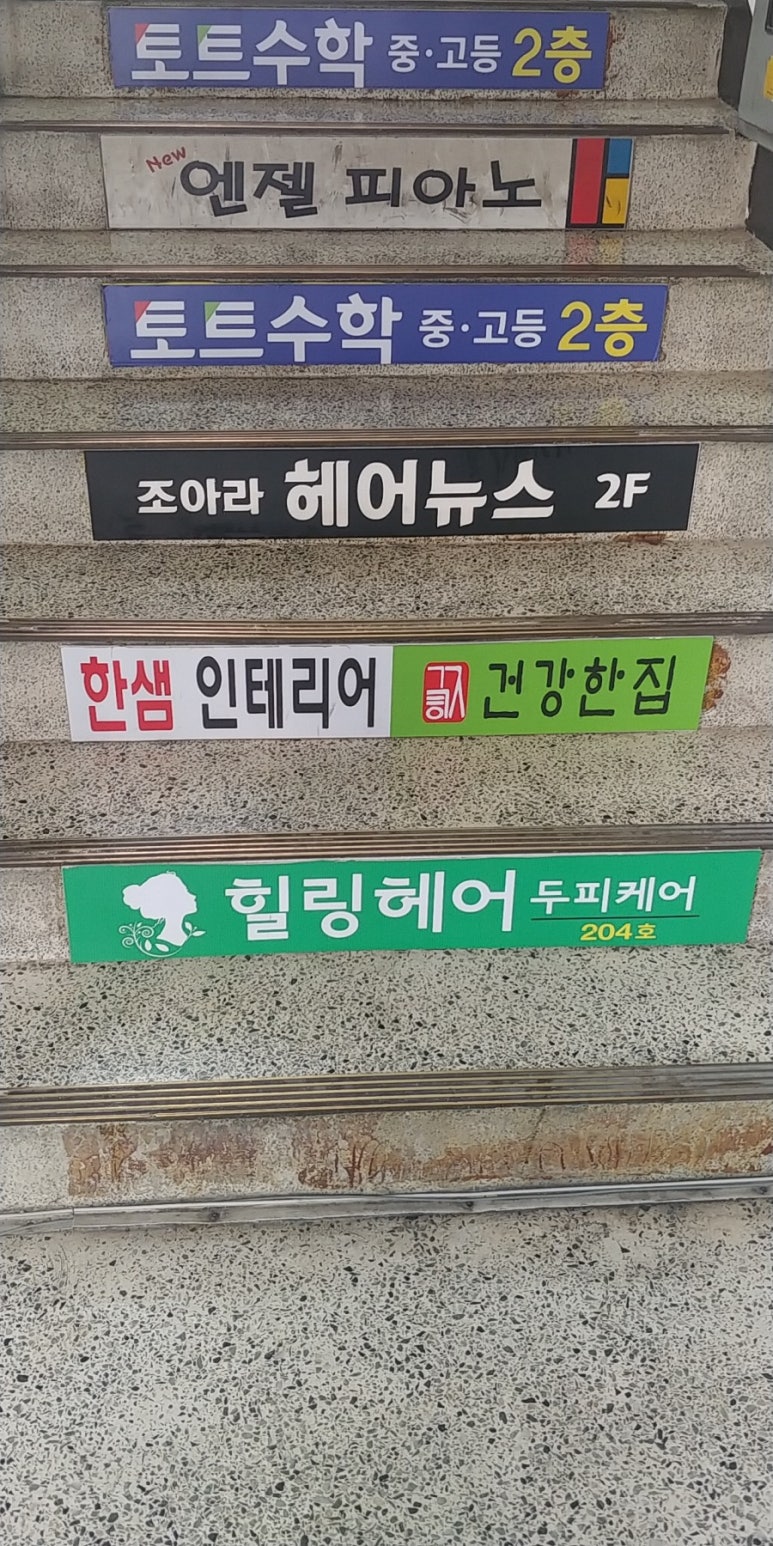 토트수학 중·고등 2층
New 엔젤 피아노
토트수학 중·고등 2층
조아라 헤어뉴스 2F
한샘 인테리어 건강한집
힐링헤어 두피케어
204호